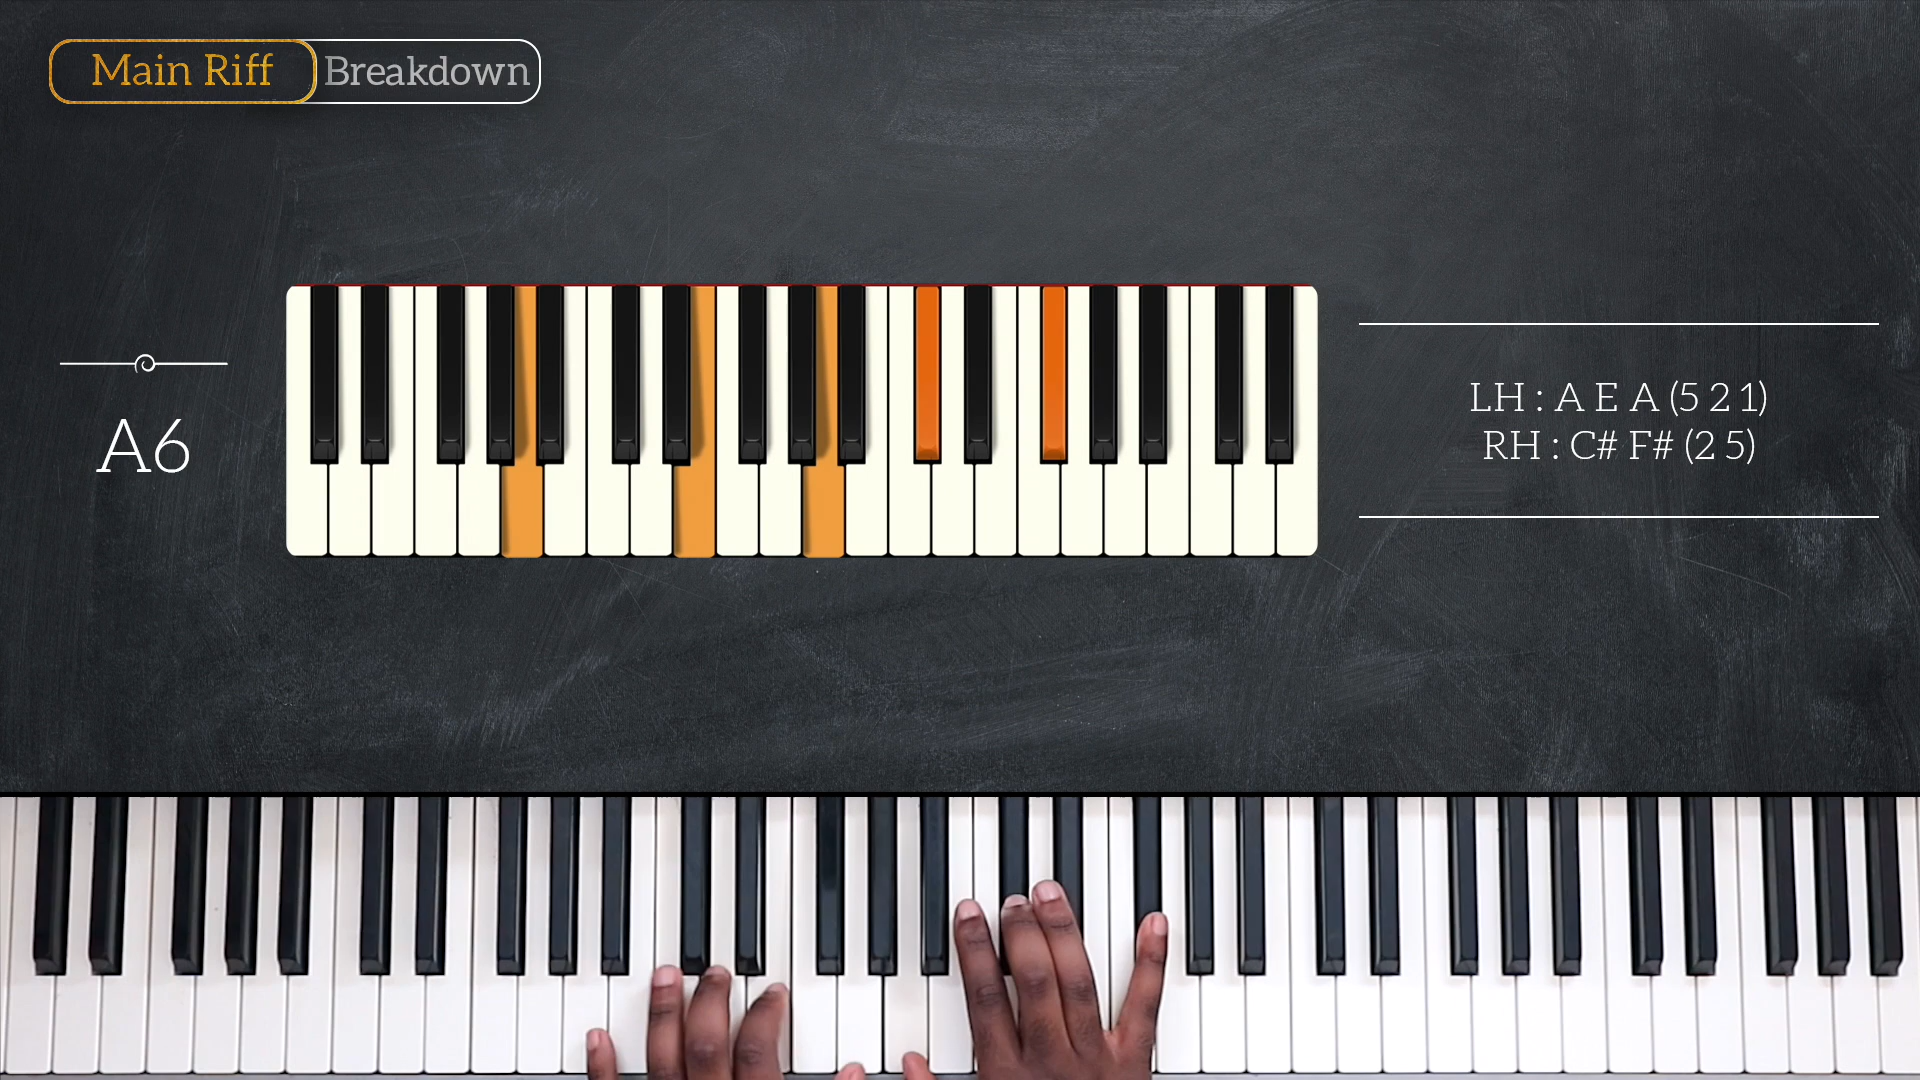 Main Riff Breakdown
A6
LH : A E A (5 2 1)
RH : C# F# (2 5)